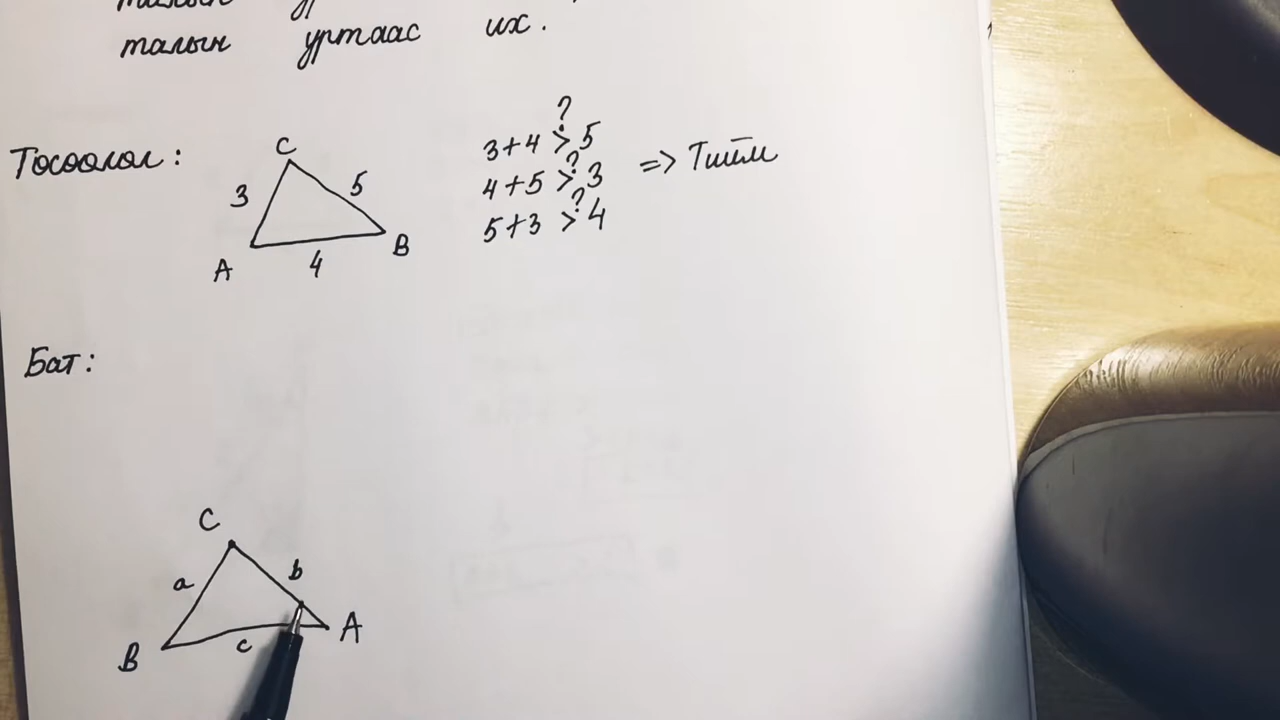 талын уртаас их.
Тосоолол:
C
3
5
A
4
B
3+4 >? 5
4+5 >? 3
5+3 >? 4
=> Тийм
Бат:
C
a
b
B
c
A